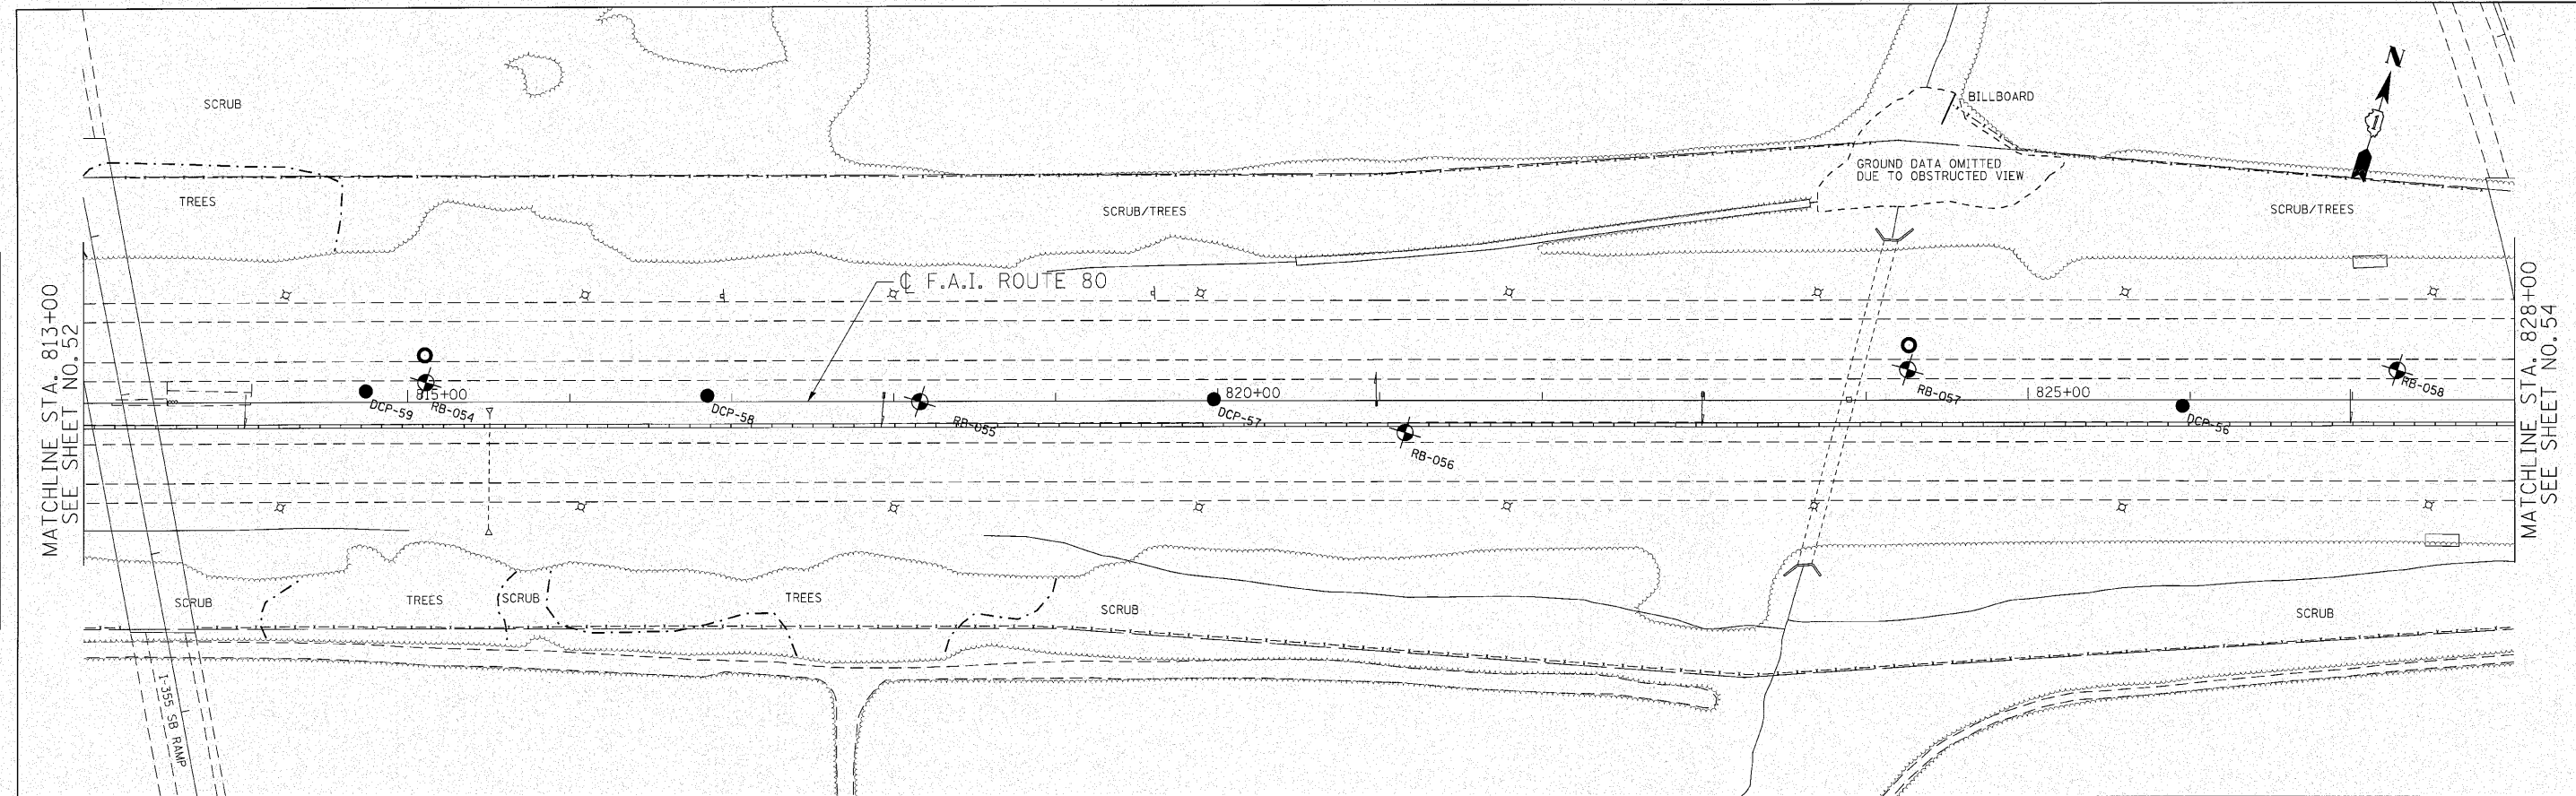 N
1
BILLBOARD
SCRUB
GROUND DATA OMITTED
DUE TO OBSTRUCTED VIEW
TREES
SCRUB/TREES
SCRUB/TREES
℄ F.A.I. ROUTE 80
MATCHLINE STA. 813+00
SEE SHEET NO.52
MATCHLINE STA. 828+00
SEE SHEET NO.54
815+00
820+00
825+00
DCP-59
RB-054
DCP-58
RB-055
DCP-57
RB-056
RB-057
DCP-56
RB-058
SCRUB
TREES
SCRUB
TREES
SCRUB
SCRUB
I-355 SB RAMP